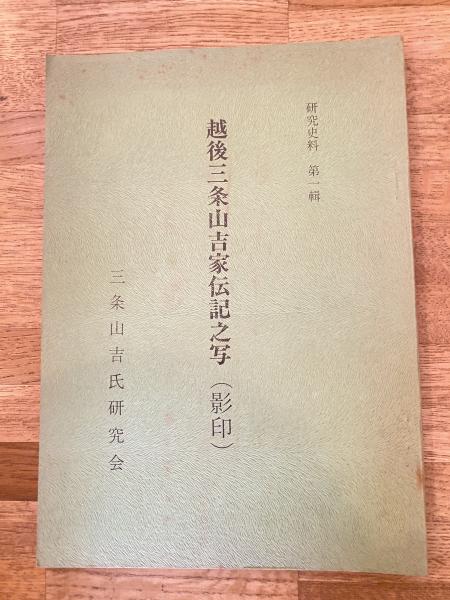 研究史料 第一輯
越後三条山吉家伝記之写(影印)
三条山吉氏研究会